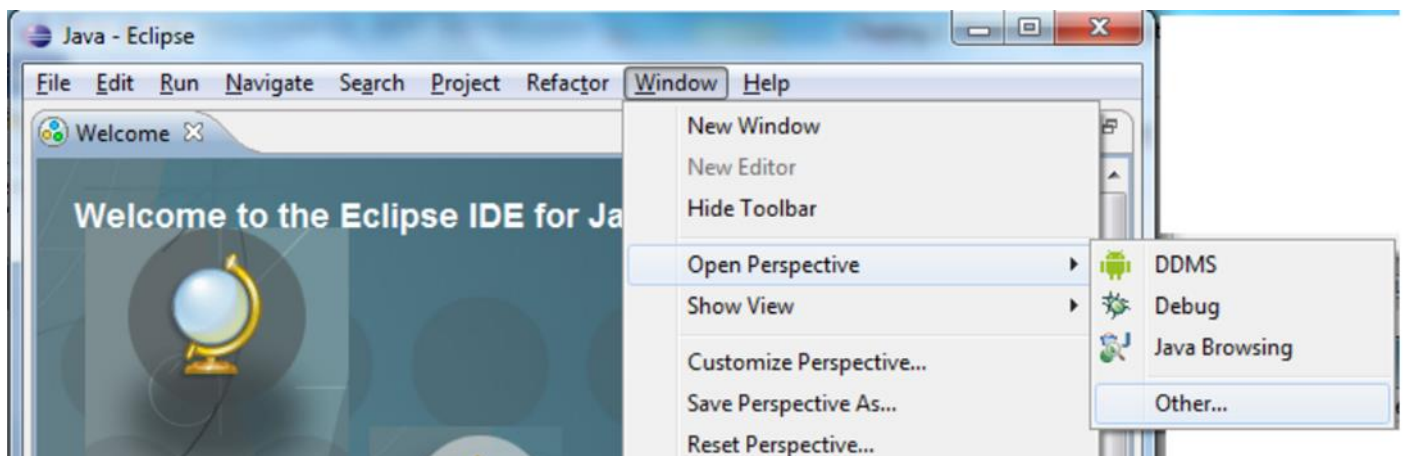 Java - Eclipse
File Edit Run Navigate Search Project Refactor Window Help
Welcome
New Window
New Editor
Hide Toolbar
Welcome to the Eclipse IDE for Ja
Open Perspective
DDMS
Show View
Debug
Java Browsing
Customize Perspective...
Save Perspective As...
Other...
Reset Perspective...